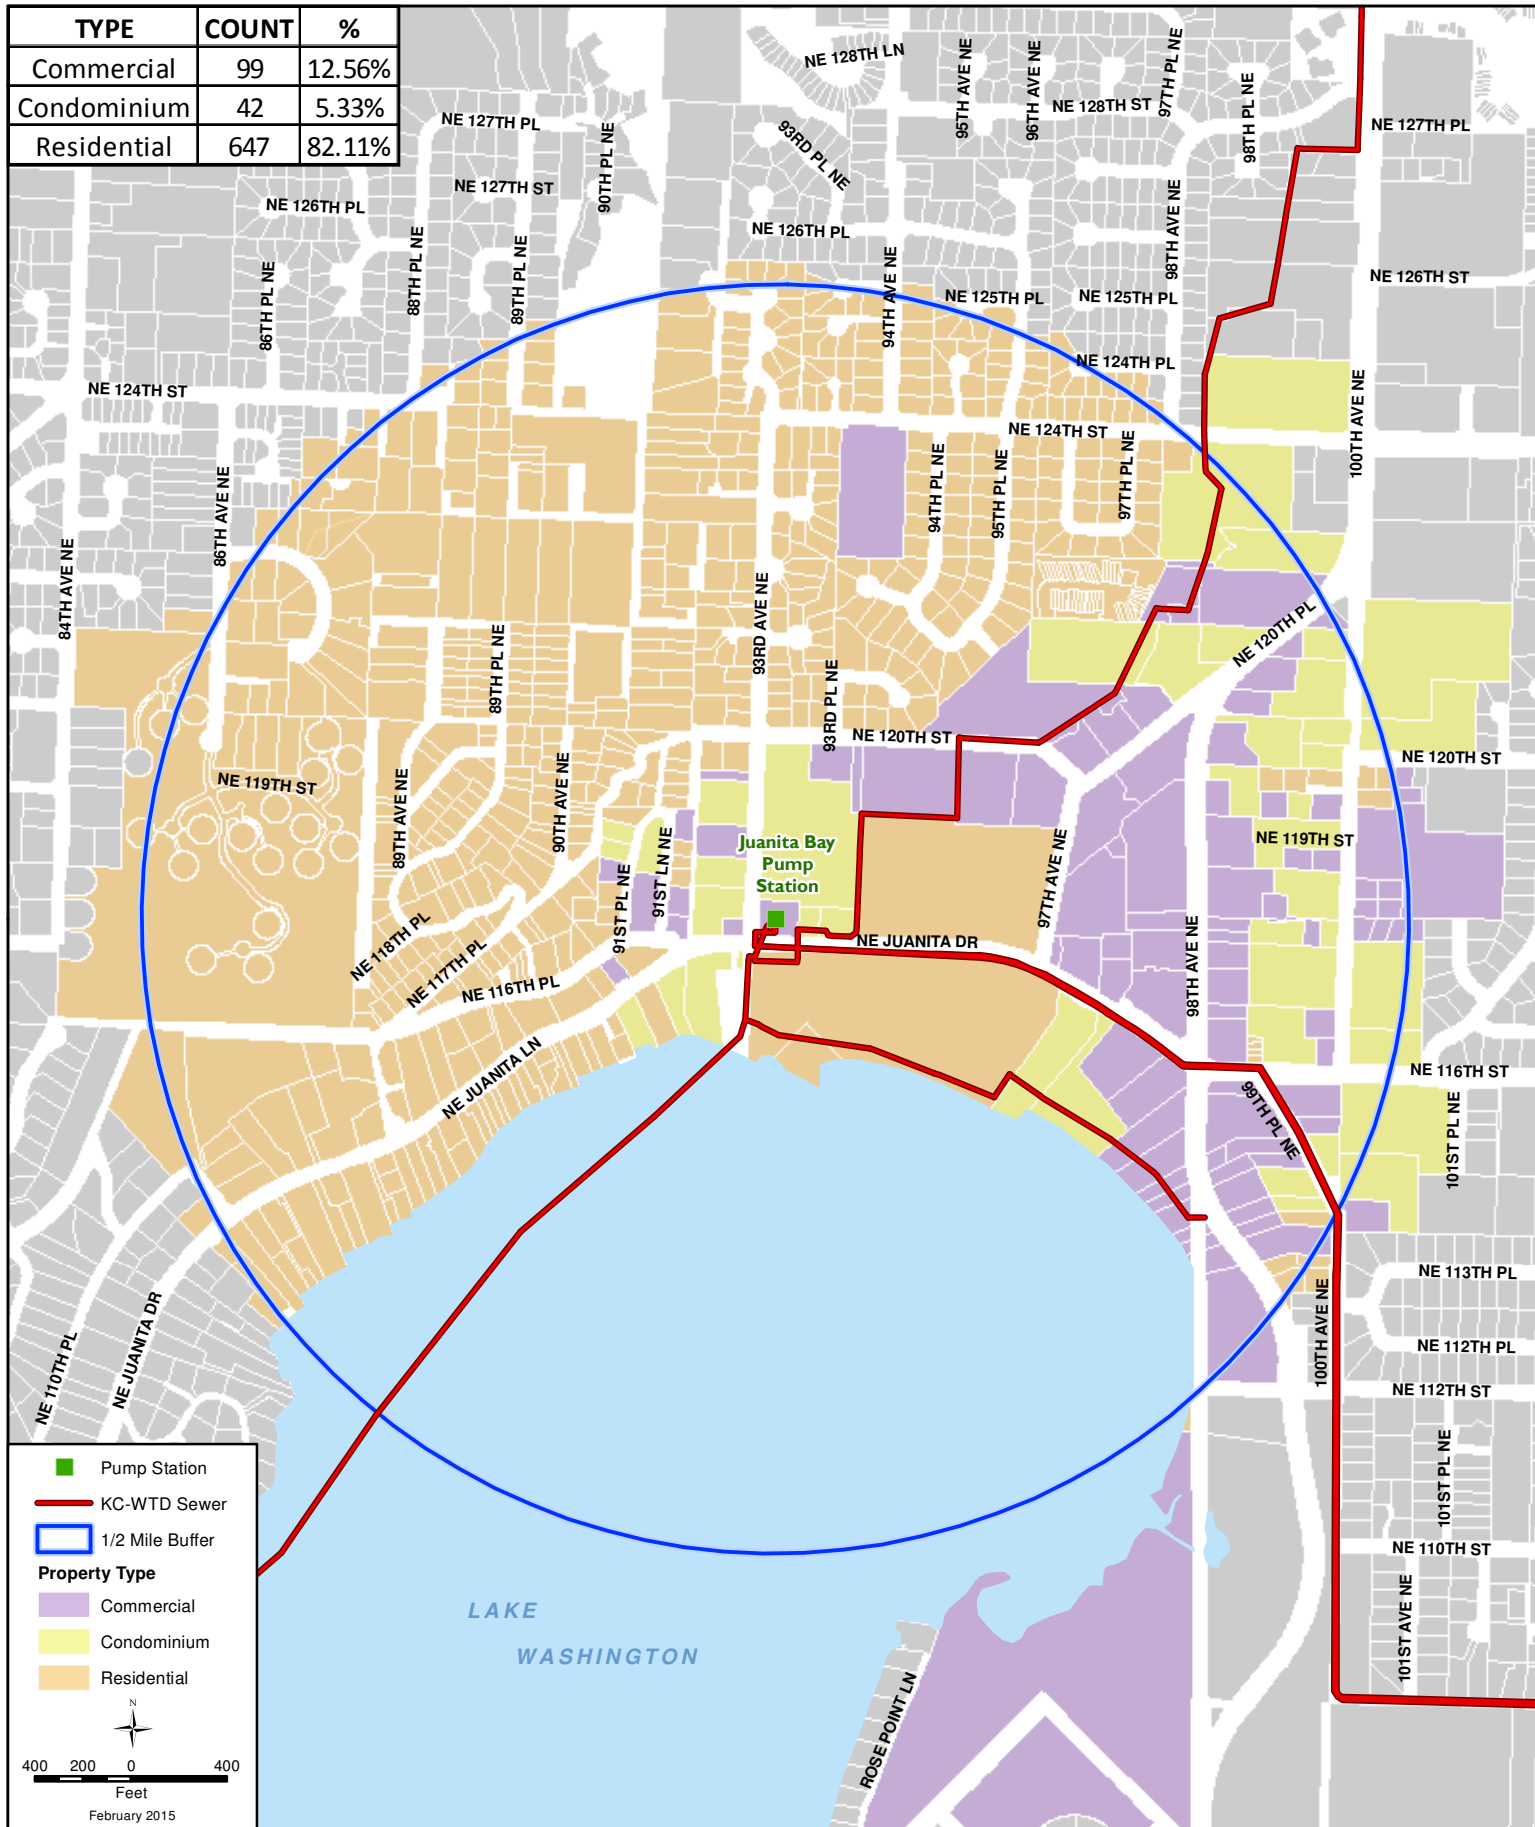 TYPE COUNT %
Commercial 99 12.56%
Condominium 42 5.33%
Residential 647 82.11%
NE 128TH LN
95TH AVE NE
96TH AVE NE
97TH PL NE
NE 128TH ST
98TH PL NE
NE 127TH PL
90TH PL NE
93RD PL NE
NE 127TH PL
NE 127TH ST
NE 126TH PL
98TH AVE NE
NE 126TH PL
88TH PL NE
89TH PL NE
86TH PL NE
94TH AVE NE
NE 125TH PL
NE 125TH PL
NE 126TH ST
NE 124TH PL
NE 124TH ST
100TH AVE NE
NE 124TH ST
86TH AVE NE
94TH PL NE
95TH PL NE
97TH PL NE
84TH AVE NE
93RD AVE NE
NE 120TH PL
89TH PL NE
93RD PL NE
NE 120TH ST
NE 120TH ST
NE 119TH ST
89TH AVE NE
90TH AVE NE
Juanita Bay
Pump
Station
NE 119TH ST
91ST PL NE
91ST LN NE
97TH AVE NE
NE 118TH PL
NE 117TH PL
NE JUANITA DR
98TH AVE NE
NE 116TH PL
NE JUANITA LN
NE 116TH ST
99TH PL NE
101ST PL NE
NE 110TH PL
NE JUANITA DR
NE 113TH PL
100TH AVE NE
NE 112TH PL
NE 112TH ST
101ST PL NE
NE 110TH ST
101ST AVE NE
LAKE
WASHINGTON
ROSE POINT LN
Pump Station
KC-WTD Sewer
1/2 Mile Buffer
Property Type
Commercial
Condominium
Residential
N
400 200 0 400
Feet
February 2015